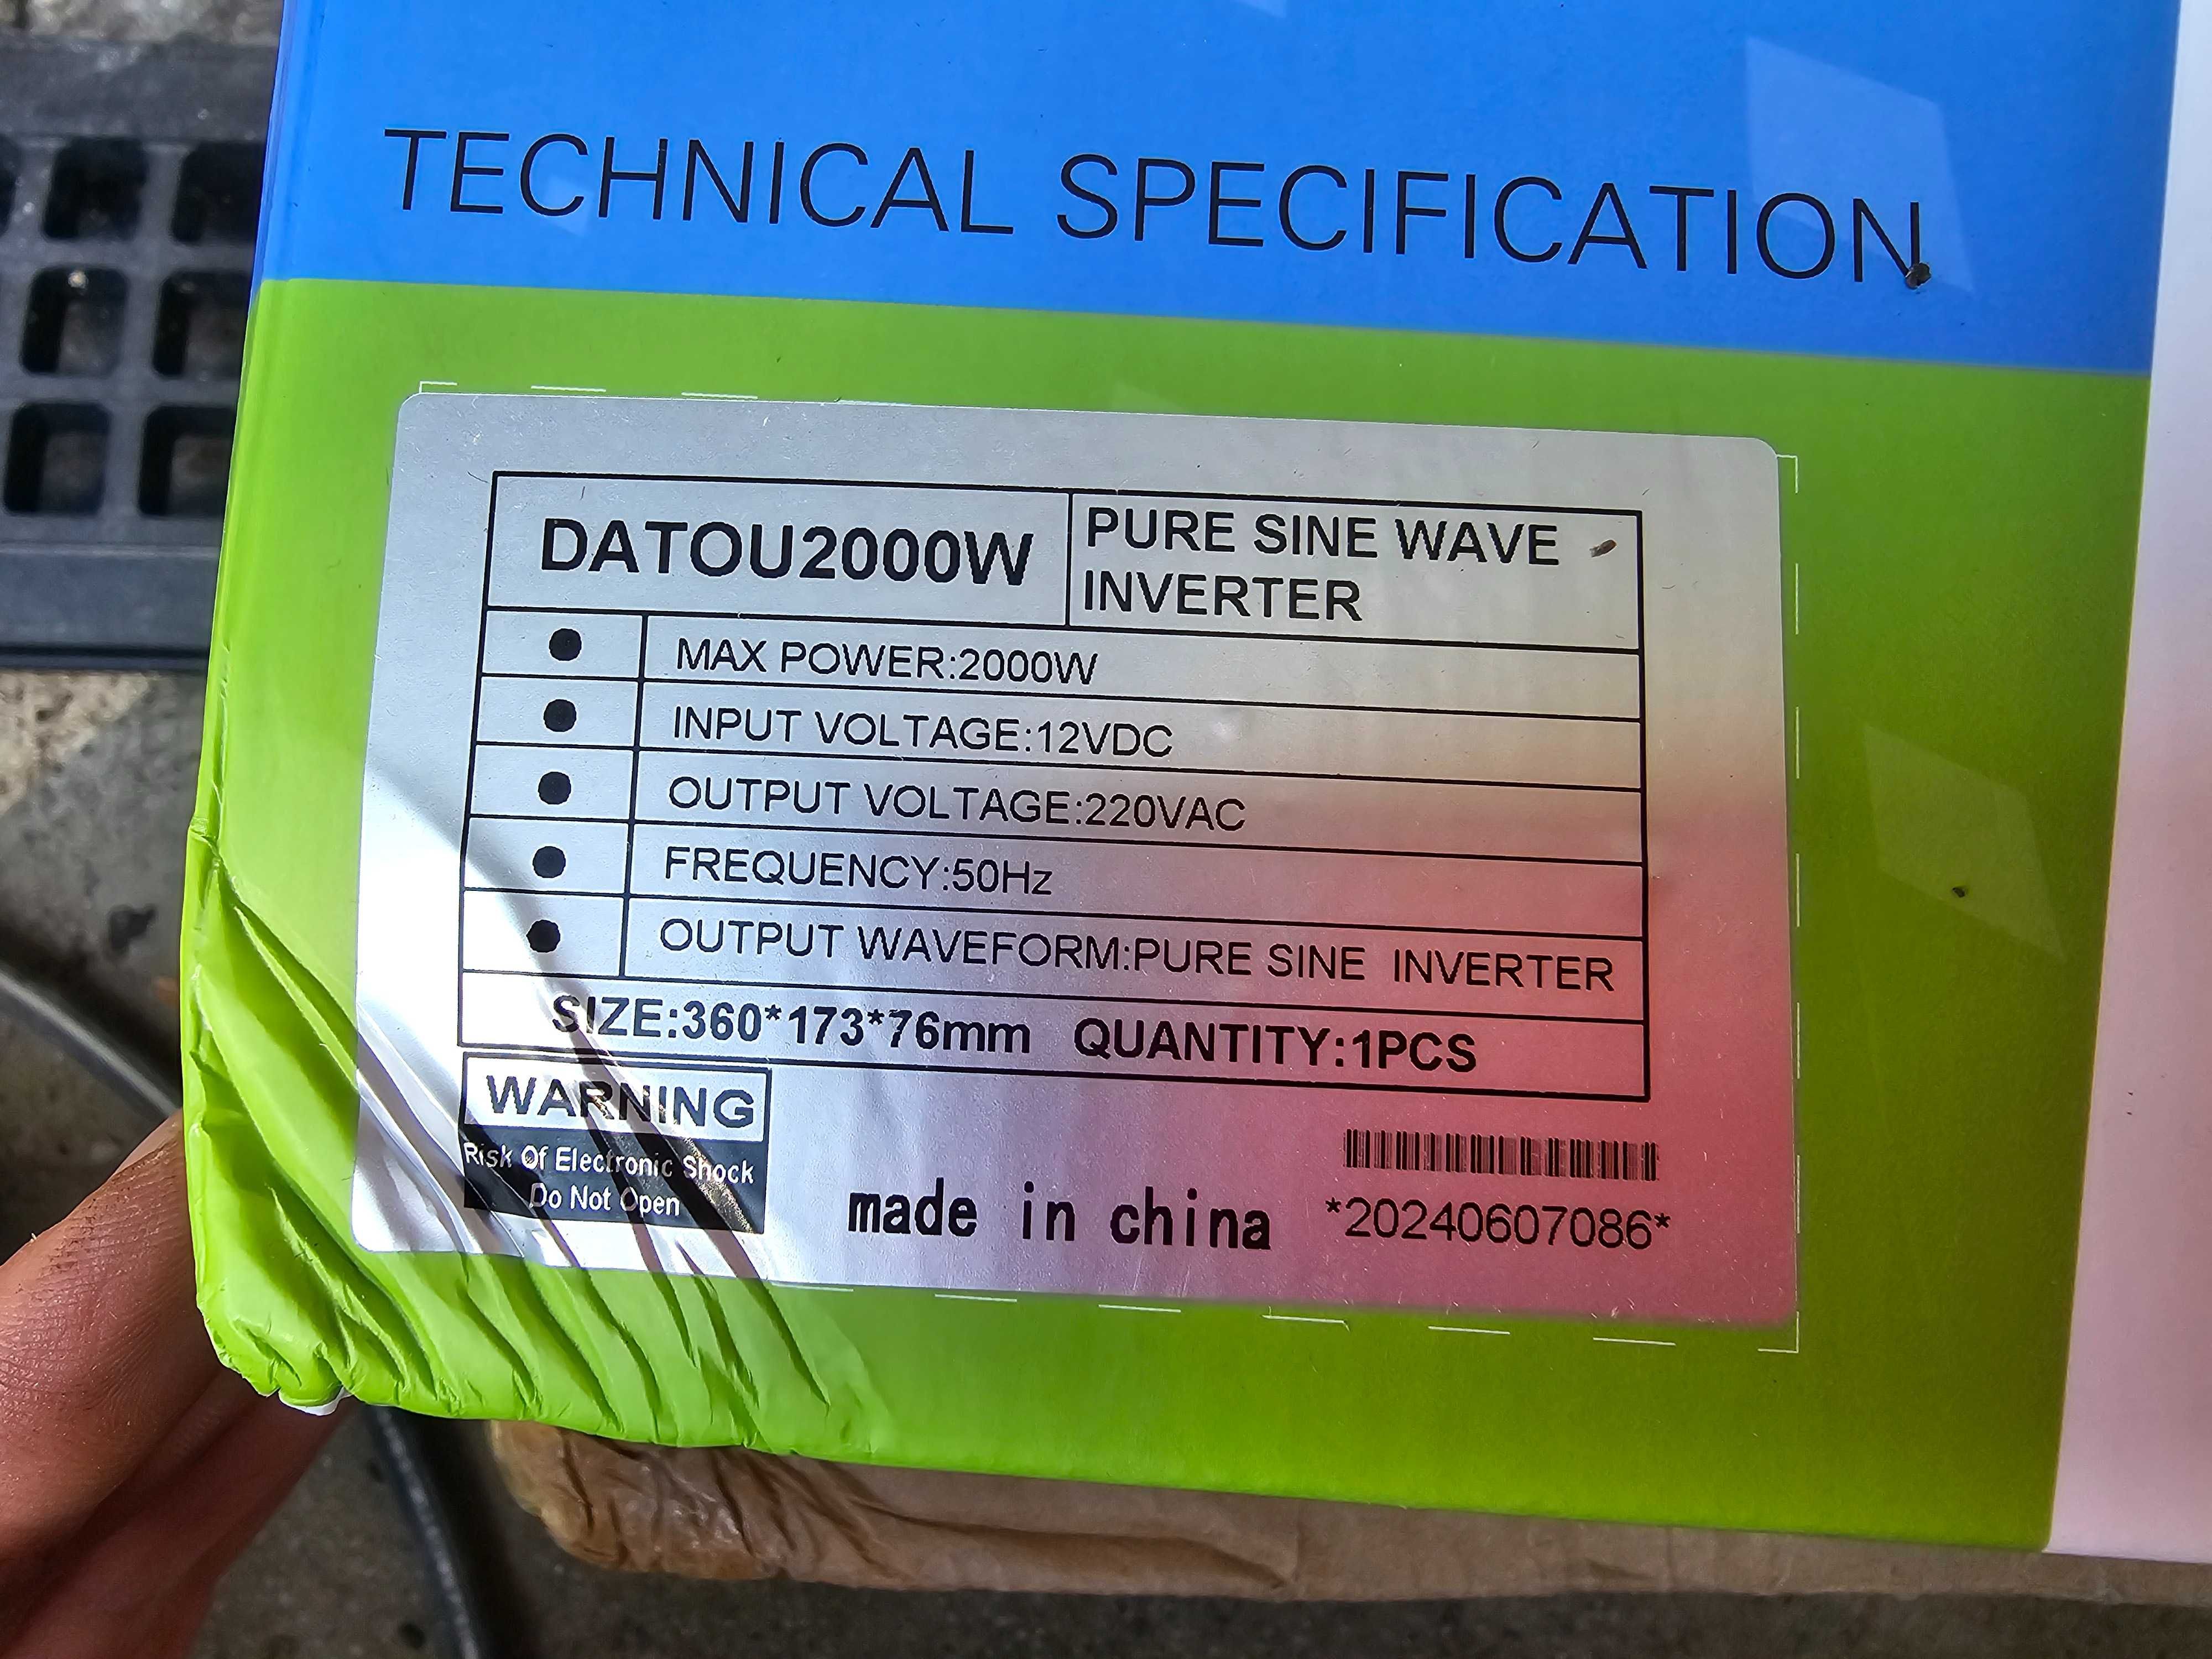 TECHNICAL SPECIFICATION
DATOU2000W
PURE SINE WAVE
INVERTER
MAX POWER:2000W
INPUT VOLTAGE:12VDC
OUTPUT VOLTAGE:220VAC
FREQUENCY:50Hz
OUTPUT WAVEFORM:PURE SINE INVERTER
SIZE:360*173*76mm QUANTITY:1PCS
WARNING
Risk Of Electronic Shock
Do Not Open
made in china
*20240607086*